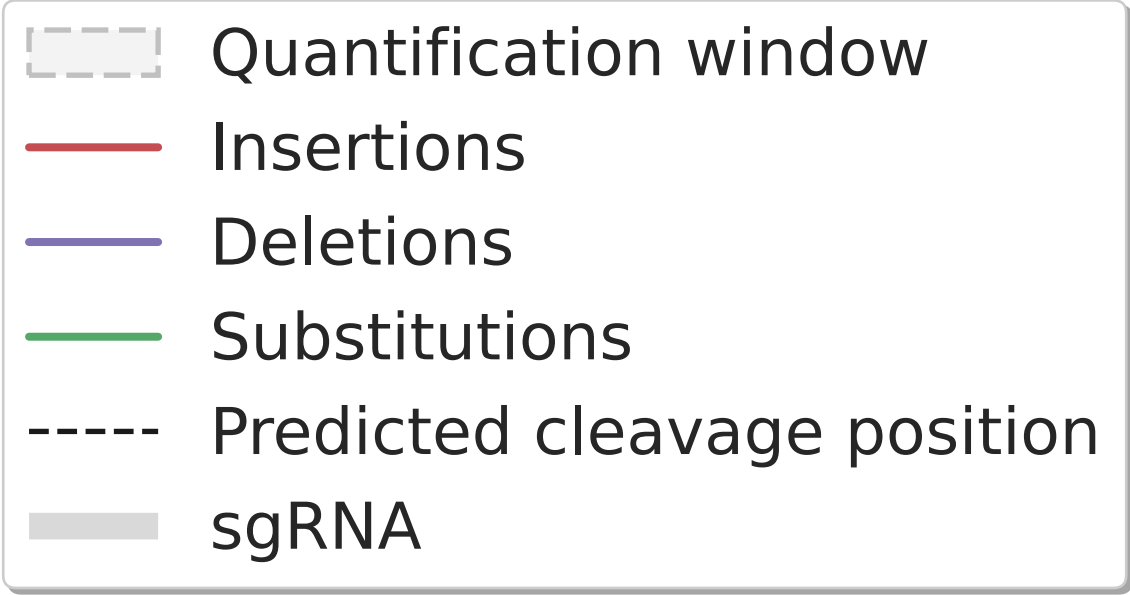 Quantification window
Insertions
Deletions
Substitutions
Predicted cleavage position
sgRNA